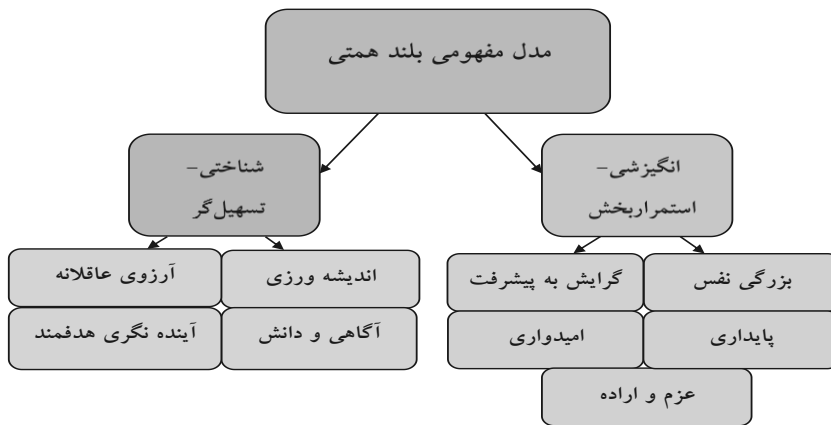 مدل مفهومی بلند همتی
انگیزشی-
استمراربخش
شناختی-
تسهیل‌گر
بزرگی نفس
گرایش به پیشرفت
اندیشه ورزی
آرزوی عاقلانه
پایداری
امیدواری
آگاهی و دانش
آینده نگری هدفمند
عزم و اراده